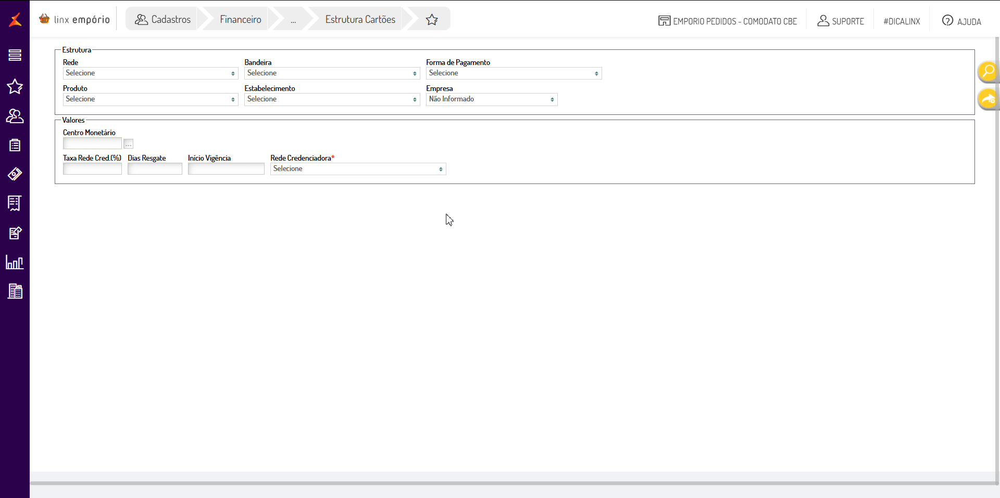 linx empório
Cadastros
Financeiro
...
Estrutura Cartões
EMPORIO PEDIDOS - COMODATO CBE
SUPORTE
#DICALINX
AJUDA
Estrutura
Rede
Bandeira
Forma de Pagamento
Selecione
Selecione
Selecione
Produto
Estabelecimento
Empresa
Selecione
Selecione
Não Informado
Valores
Centro Monetário
...
Taxa Rede Cred.(%)
Dias Resgate
Início Vigência
Rede Credenciadora*
Selecione